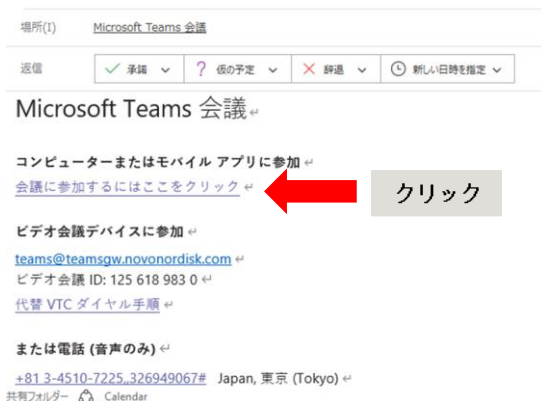 場所(I) Microsoft Teams 会議
返信 承諾 ? 仮の予定 辞退 新しい日時を指定
Microsoft Teams 会議
コンピューターまたはモバイル アプリに参加
会議に参加するにはここをクリック クリック
ビデオ会議デバイスに参加
teams@teamsgw.novonordisk.com
ビデオ会議 ID: 125 618 983 0
代替 VTC ダイヤル手順
または電話 (音声のみ)
+81 3-4510-7225,,326949067# Japan, 東京 (Tokyo)
共有フォルダー Calendar